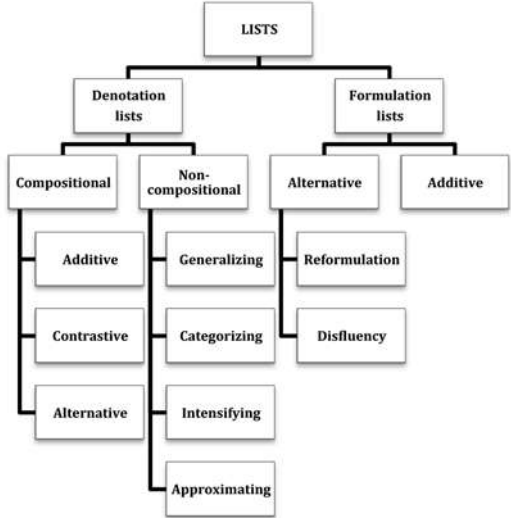 LISTS
Denotation
lists
Formulation
lists
Compositional
Non-
compositional
Alternative
Additive
Additive
Generalizing
Reformulation
Contrastive
Categorizing
Disfluency
Alternative
Intensifying
Approximating